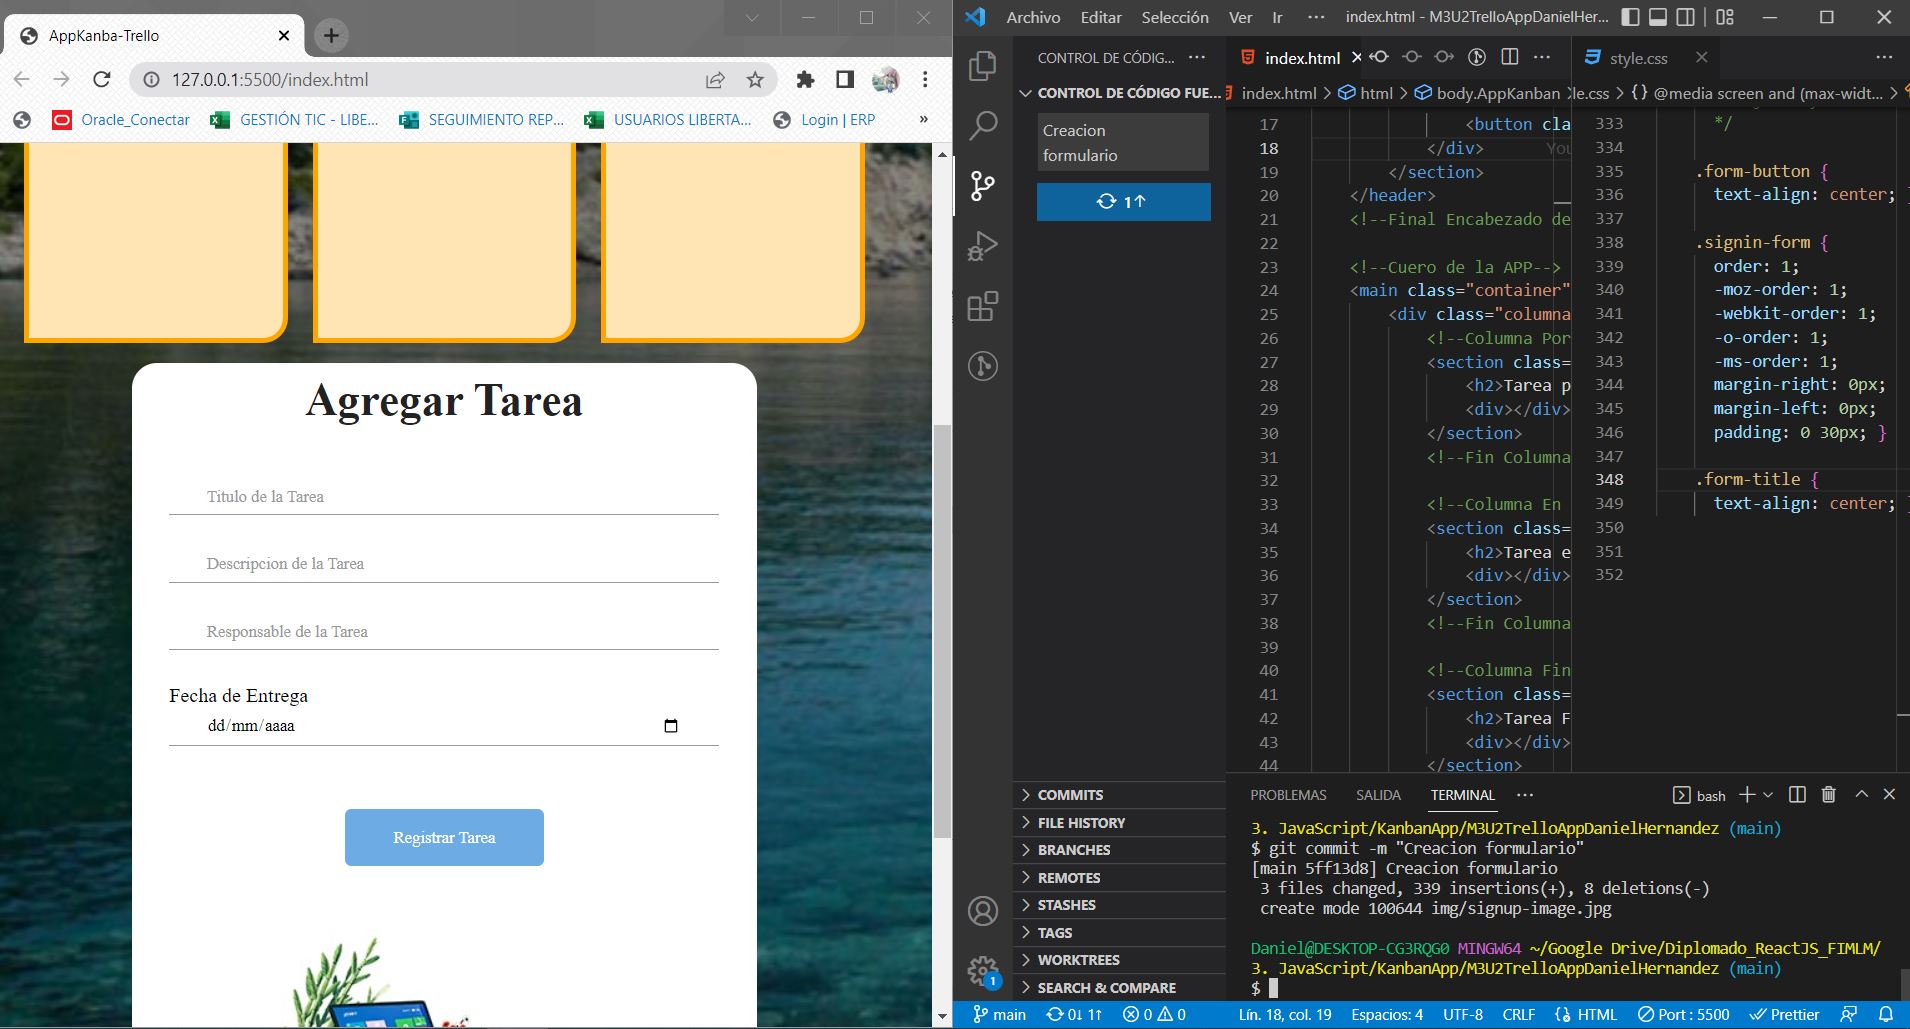 AppKanba-Trello
127.0.0.1:5500/index.html
Oracle_Conectar
GESTIÓN TIC - LIBE...
SEGUIMIENTO REP...
USUARIOS LIBERTA...
Login | ERP
»
Agregar Tarea
Titulo de la Tarea
Descripcion de la Tarea
Responsable de la Tarea
Fecha de Entrega
dd/mm/aaaa
Registrar Tarea
Archivo Editar Selección Ver Ir ··· index.html - M3U2TrelloAppDanielHer...
CONTROL DE CÓDIG... ···
CONTROL DE CÓDIGO FUE...
Creacion
formulario
1↑
COMMITS
FILE HISTORY
BRANCHES
REMOTES
STASHES
TAGS
WORKTREES
SEARCH & COMPARE
1
index.html
index.html > html > body.AppKanban
17 <button cla
18 </div> You
19 </section>
20 </header>
21 <!--Final Encabezado de
22
23 <!--Cuero de la APP-->
24 <main class="container"
25 <div class="columna
26 <!--Columna Por
27 <section class=
28 <h2>Tarea p
29 <div></div>
30 </section>
31 <!--Fin Columna
32
33 <!--Columna En
34 <section class=
35 <h2>Tarea e
36 <div></div>
37 </section>
38 <!--Fin Columna
39
40 <!--Columna Fin
41 <section class=
42 <h2>Tarea F
43 <div></div>
44 </section>
style.css ···
le.css > {} @media screen and (max-widt... >
333 */
334
335 .form-button {
336 text-align: center;
337
338 .signin-form {
339 order: 1;
340 -moz-order: 1;
341 -webkit-order: 1;
342 -o-order: 1;
343 -ms-order: 1;
344 margin-right: 0px;
345 margin-left: 0px;
346 padding: 0 30px; }
347
348 .form-title {
349 text-align: center;
350
351
352
PROBLEMAS SALIDA TERMINAL ··· bash
3. JavaScript/KanbanApp/M3U2TrelloAppDanielHernandez (main)
$ git commit -m "Creacion formulario"
[main 5ff13d8] Creacion formulario
3 files changed, 339 insertions(+), 8 deletions(-)
create mode 100644 img/signup-image.jpg
Daniel@DESKTOP-CG3RQG0 MINGW64 ~/Google Drive/Diplomado_ReactJS_FIMLM/
3. JavaScript/KanbanApp/M3U2TrelloAppDanielHernandez (main)
$
main 0↓ 1↑ 0 0 Lín. 18, col. 19 Espacios: 4 UTF-8 CRLF HTML Port : 5500 Prettier